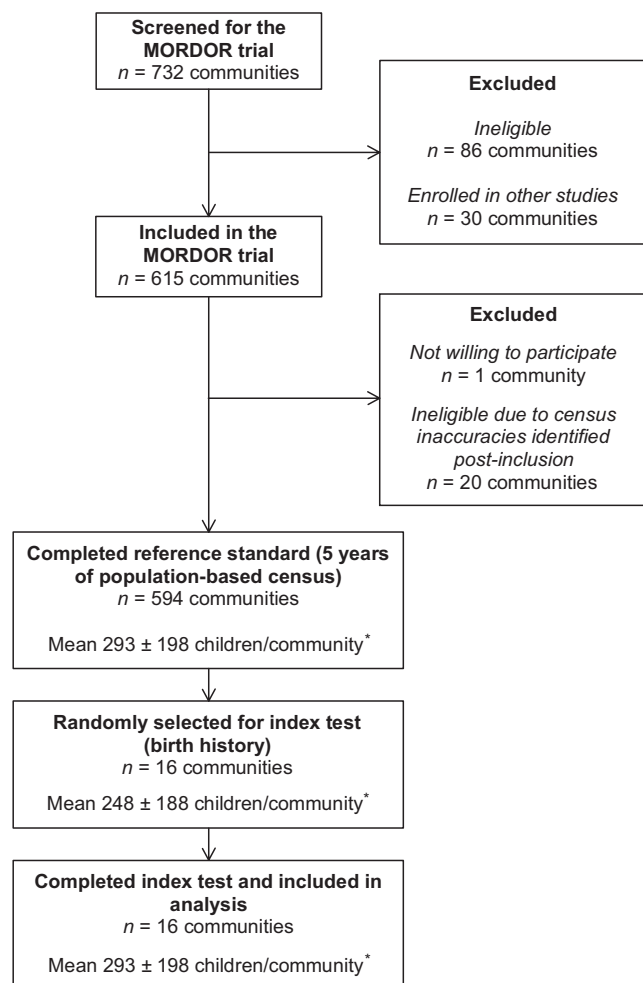 Screened for the
MORDOR trial
n = 732 communities
Excluded
Ineligible
n = 86 communities
Enrolled in other studies
n = 30 communities
Included in the
MORDOR trial
n = 615 communities
Excluded
Not willing to participate
n = 1 community
Ineligible due to census
inaccuracies identified
post-inclusion
n = 20 communities
Completed reference standard (5 years
of population-based census)
n = 594 communities
Mean 293 ± 198 children/community*
Randomly selected for index test
(birth history)
n = 16 communities
Mean 248 ± 188 children/community*
Completed index test and included in
analysis
n = 16 communities
Mean 293 ± 198 children/community*